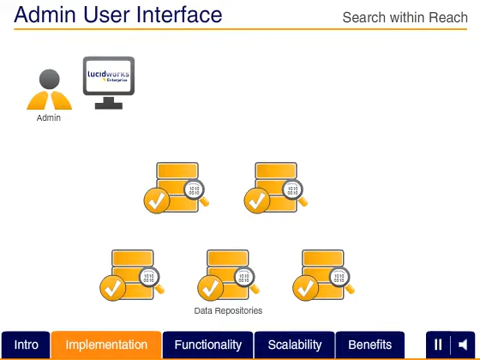 Admin User Interface
Search within Reach
lucidworks
Enterprise
Admin
Data Repositories
Intro
Implementation
Functionality
Scalability
Benefits